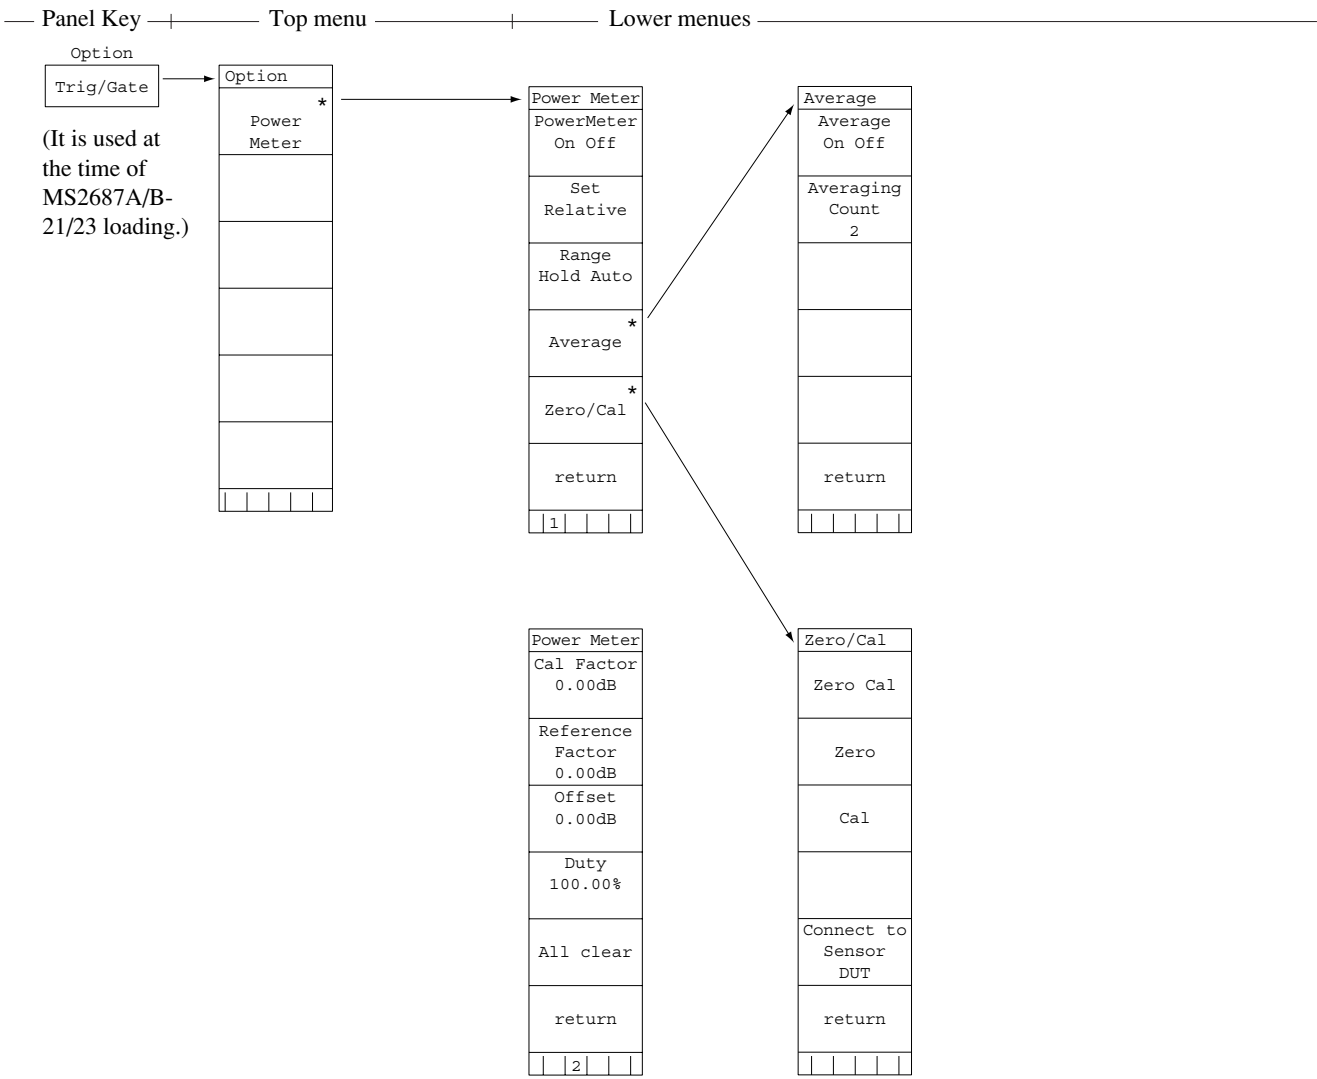 Panel Key
Top menu
Lower menues
Option
Trig/Gate
(It is used at
the time of
MS2687A/B-
21/23 loading.)
Option
*
Power
Meter
Power Meter
PowerMeter
On Off
Set
Relative
Range
Hold Auto
*
Average
*
Zero/Cal
return
1
Average
Average
On Off
Averaging
Count
2
return
Power Meter
Cal Factor
0.00dB
Reference
Factor
0.00dB
Offset
0.00dB
Duty
100.00%
All clear
return
2
Zero/Cal
Zero Cal
Zero
Cal
Connect to
Sensor
DUT
return